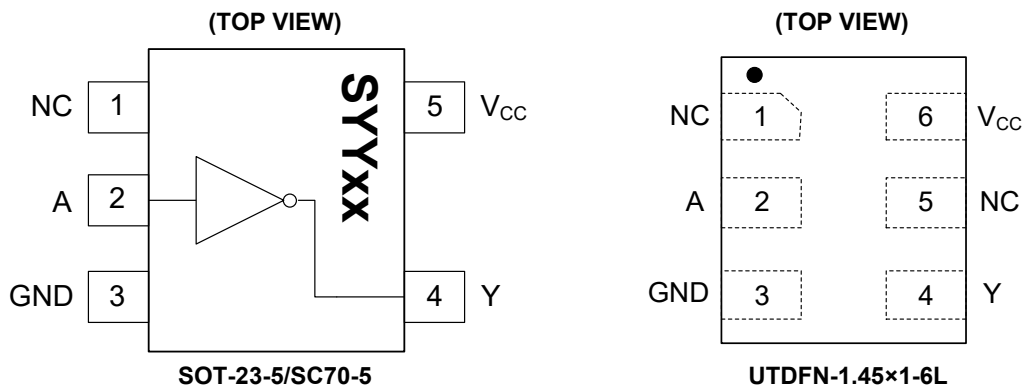 (TOP VIEW)
SYYxx
NC 1
5 VCC
A 2
GND 3
4 Y
SOT-23-5/SC70-5
(TOP VIEW)
NC 1
6 VCC
A 2
5 NC
GND 3
4 Y
UTDFN-1.45×1-6L